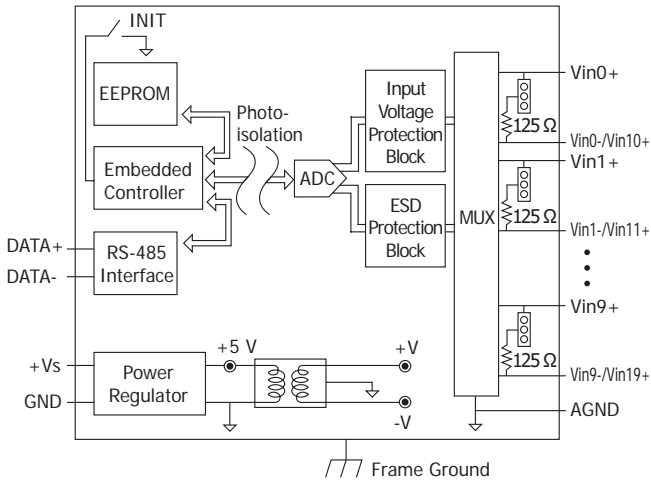 INIT
EEPROM
Photo-
isolation
Embedded
Controller
ADC
Input
Voltage
Protection
Block
ESD
Protection
Block
MUX
Vin0+
125 Ω
Vin0-/Vin10+
Vin1+
125 Ω
Vin1-/Vin11+
Vin9+
125 Ω
Vin9-/Vin19+
AGND
DATA+
DATA-
RS-485
Interface
+Vs
GND
Power
Regulator
+5 V
+V
-V
Frame Ground